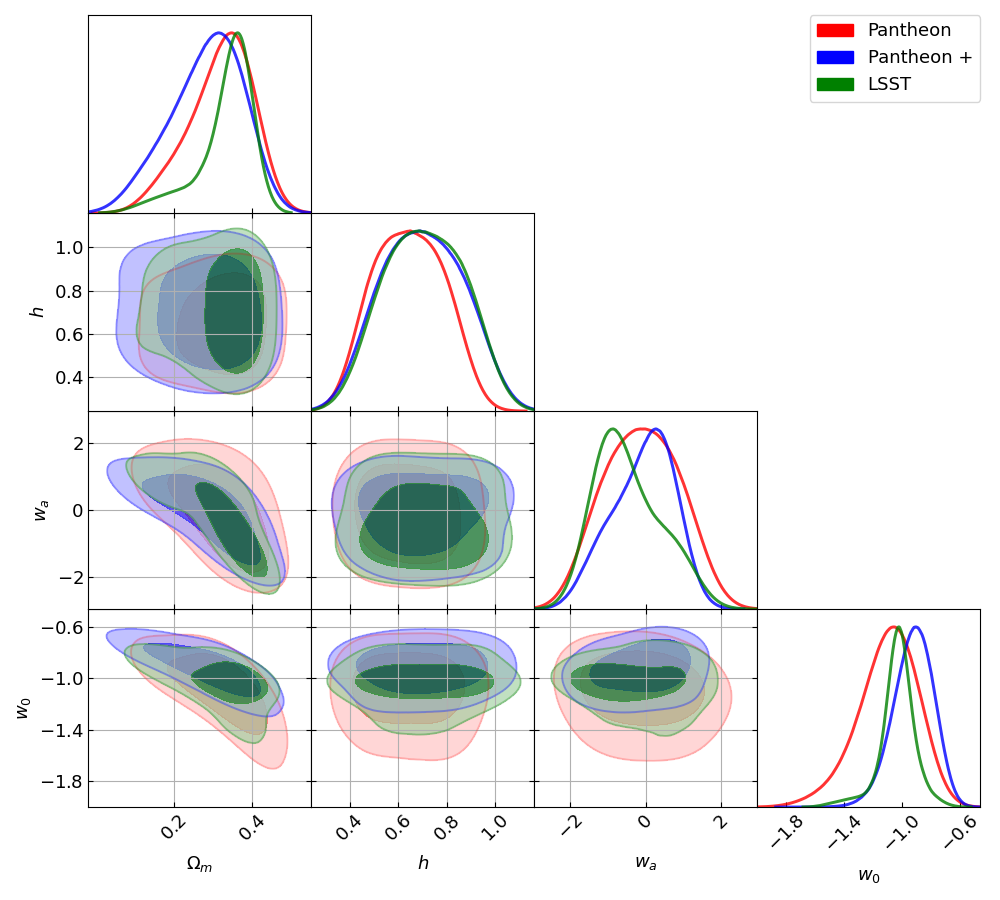 Pantheon
Pantheon +
LSST
h
1.0
0.8
0.6
0.4
w_a
2
0
−2
w_0
−0.6
−1.0
−1.4
−1.8
0.2 0.4
0.4 0.6 0.8 1.0
−2 0 2
−1.8 −1.4 −1.0 −0.6
Ω_m h w_a w_0